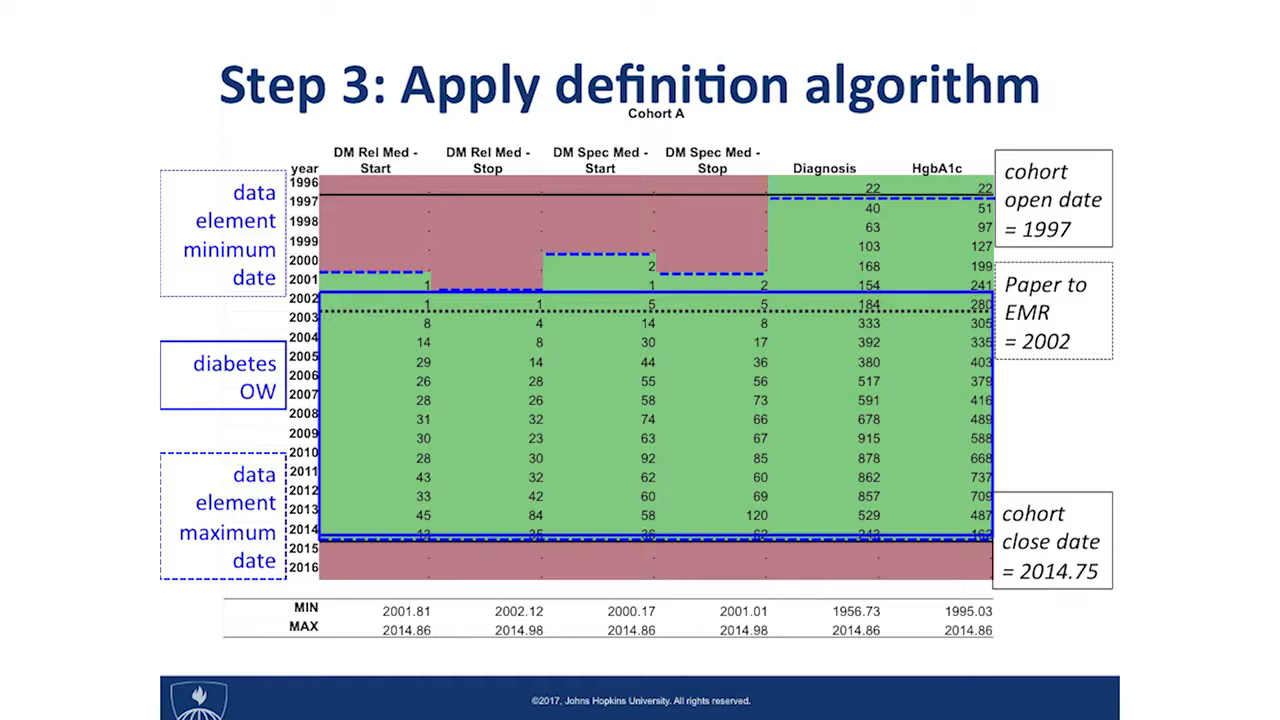 Step 3: Apply definition algorithm
Cohort A
year DM Rel Med - Start DM Rel Med - Stop DM Spec Med - Start DM Spec Med - Stop Diagnosis HgbA1c
1996 . . . . 22 22
1997 . . . . 40 51
1998 . . . . 63 97
1999 . . . . 103 127
2000 . . 2 . 168 199
2001 1 . 1 2 154 241
2002 1 1 5 5 184 280
2003 8 4 14 8 333 305
2004 14 8 30 17 392 335
2005 29 14 44 36 380 403
2006 26 28 55 56 517 379
2007 28 26 58 73 591 416
2008 31 32 74 66 678 489
2009 30 23 63 67 915 588
2010 28 30 92 85 878 668
2011 43 32 62 60 862 737
2012 33 42 60 69 857 709
2013 45 84 58 120 529 487
2014
2015 . . . . . .
2016 . . . . . .
MIN 2001.81 2002.12 2000.17 2001.01 1956.73 1995.03
MAX 2014.86 2014.98 2014.86 2014.98 2014.86 2014.86
data
element
minimum
date
diabetes
OW
data
element
maximum
date
cohort
open date
= 1997
Paper to
EMR
= 2002
cohort
close date
= 2014.75
©2017, Johns Hopkins University. All rights reserved.